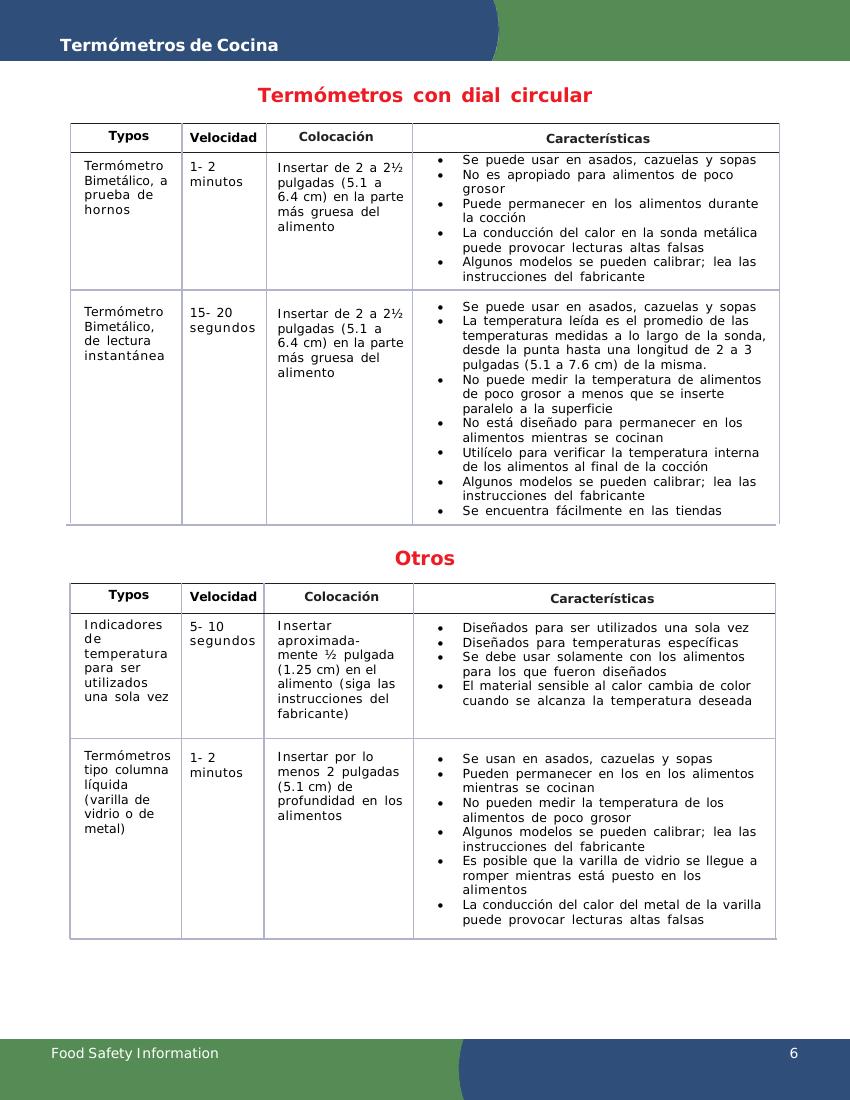 Termómetros de Cocina
Termómetros con dial circular
Typos
Velocidad
Colocación
Características
Termómetro
Bimetálico, a
prueba de
hornos
1- 2
minutos
Insertar de 2 a 2½
pulgadas (5.1 a
6.4 cm) en la parte
más gruesa del
alimento
• Se puede usar en asados, cazuelas y sopas
• No es apropiado para alimentos de poco
grosor
• Puede permanecer en los alimentos durante
la cocción
• La conducción del calor en la sonda metálica
puede provocar lecturas altas falsas
• Algunos modelos se pueden calibrar; lea las
instrucciones del fabricante
Termómetro
Bimetálico,
de lectura
instantánea
15- 20
segundos
Insertar de 2 a 2½
pulgadas (5.1 a
6.4 cm) en la parte
más gruesa del
alimento
• Se puede usar en asados, cazuelas y sopas
• La temperatura leída es el promedio de las
temperaturas medidas a lo largo de la sonda,
desde la punta hasta una longitud de 2 a 3
pulgadas (5.1 a 7.6 cm) de la misma.
• No puede medir la temperatura de alimentos
de poco grosor a menos que se inserte
paralelo a la superficie
• No está diseñado para permanecer en los
alimentos mientras se cocinan
• Utilícelo para verificar la temperatura interna
de los alimentos al final de la cocción
• Algunos modelos se pueden calibrar; lea las
instrucciones del fabricante
• Se encuentra fácilmente en las tiendas
Otros
Typos
Velocidad
Colocación
Características
Indicadores
de
temperatura
para ser
utilizados
una sola vez
5- 10
segundos
Insertar
aproximada-
mente ½ pulgada
(1.25 cm) en el
alimento (siga las
instrucciones del
fabricante)
• Diseñados para ser utilizados una sola vez
• Diseñados para temperaturas específicas
• Se debe usar solamente con los alimentos
para los que fueron diseñados
• El material sensible al calor cambia de color
cuando se alcanza la temperatura deseada
Termómetros
tipo columna
líquida
(varilla de
vidrio o de
metal)
1- 2
minutos
Insertar por lo
menos 2 pulgadas
(5.1 cm) de
profundidad en los
alimentos
• Se usan en asados, cazuelas y sopas
• Pueden permanecer en los en los alimentos
mientras se cocinan
• No pueden medir la temperatura de los
alimentos de poco grosor
• Algunos modelos se pueden calibrar; lea las
instrucciones del fabricante
• Es posible que la varilla de vidrio se llegue a
romper mientras está puesto en los
alimentos
• La conducción del calor del metal de la varilla
puede provocar lecturas altas falsas
Food Safety Information
6